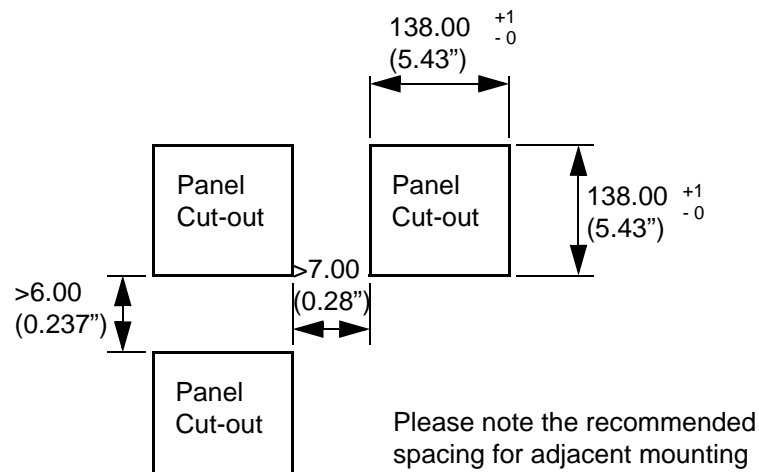 138.00 +1
- 0
(5.43”)
Panel
Cut-out
Panel
Cut-out
138.00 +1
- 0
(5.43”)
>7.00
(0.28”)
>6.00
(0.237”)
Panel
Cut-out
Please note the recommended
spacing for adjacent mounting